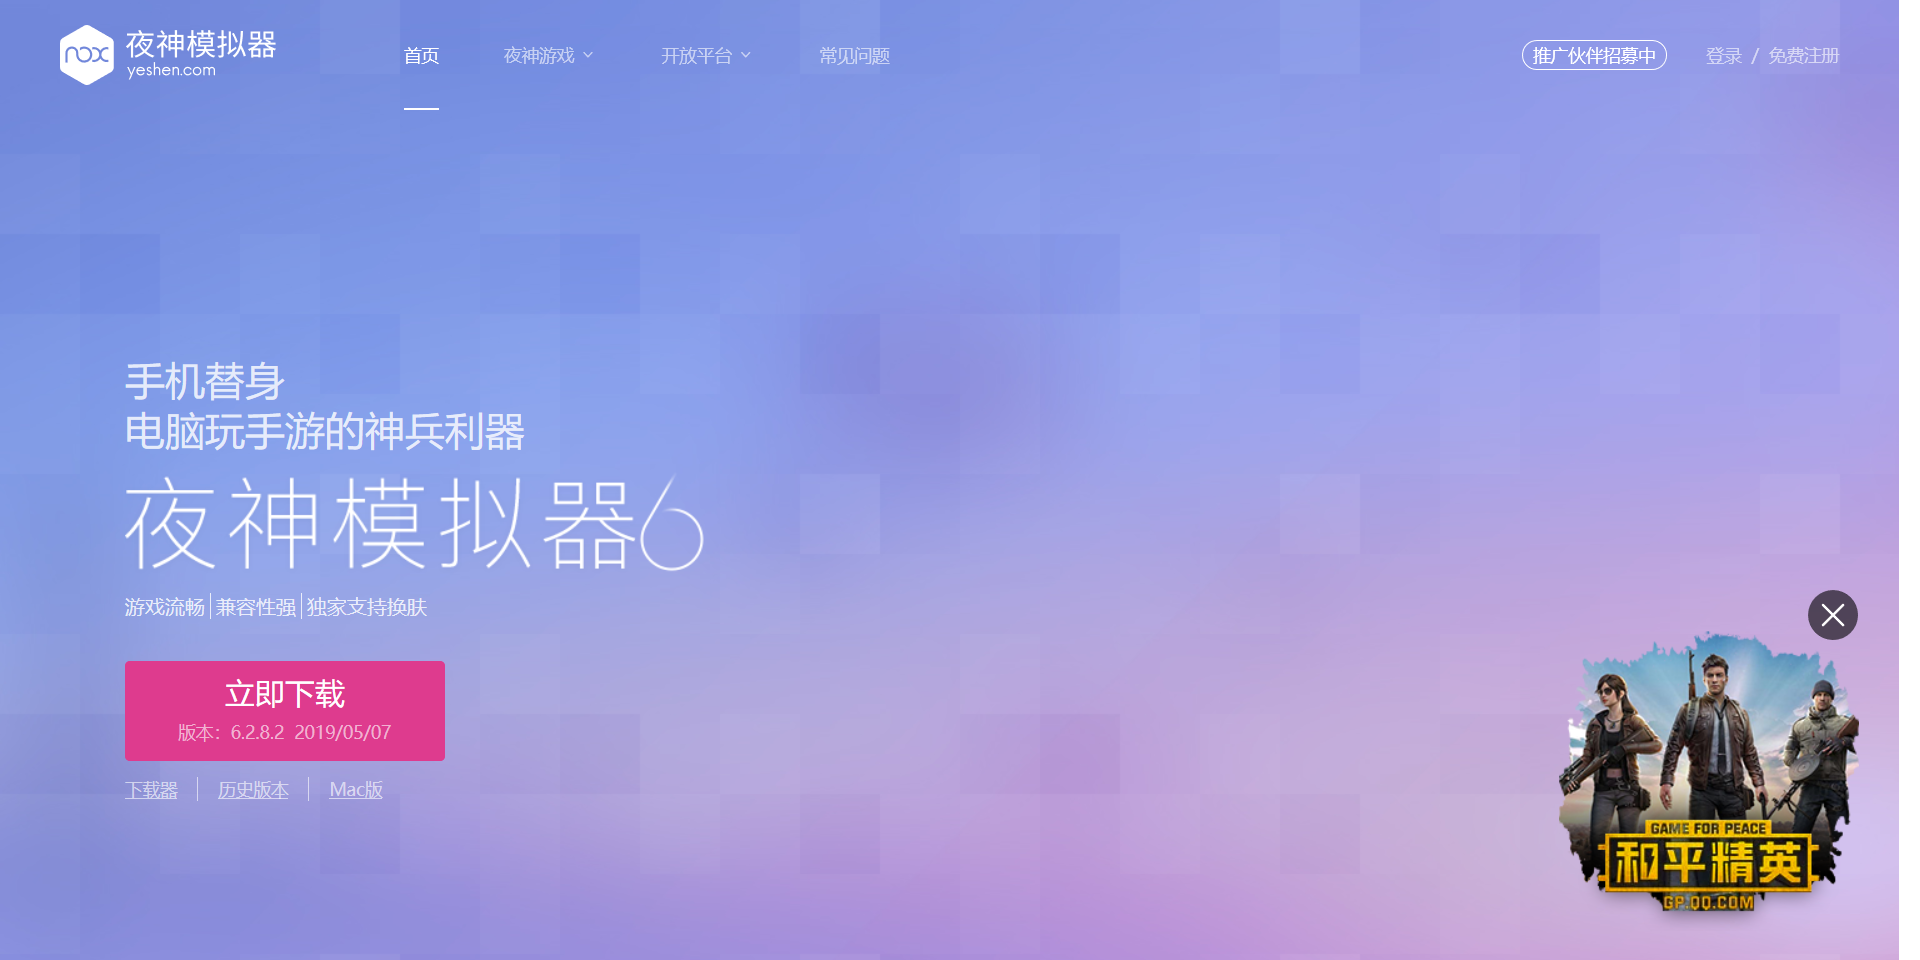 nox 夜神模拟器
yeshen.com
首页 夜神游戏 开放平台 常见问题 推广伙伴招募中 登录 / 免费注册
手机替身
电脑玩手游的神兵利器
夜神模拟器6
游戏流畅 兼容性强 独家支持换肤
立即下载
版本：6.2.8.2 2019/05/07
下载器 历史版本 Mac版
GAME FOR PEACE
和平精英
GP.QQ.COM